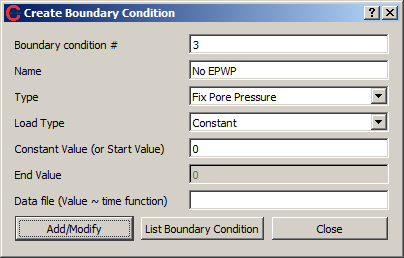 Create Boundary Condition
Boundary condition # 3
Name No EPWP
Type Fix Pore Pressure
Load Type Constant
Constant Value (or Start Value) 0
End Value 0
Data file (Value ~ time function)
Add/Modify List Boundary Condition Close